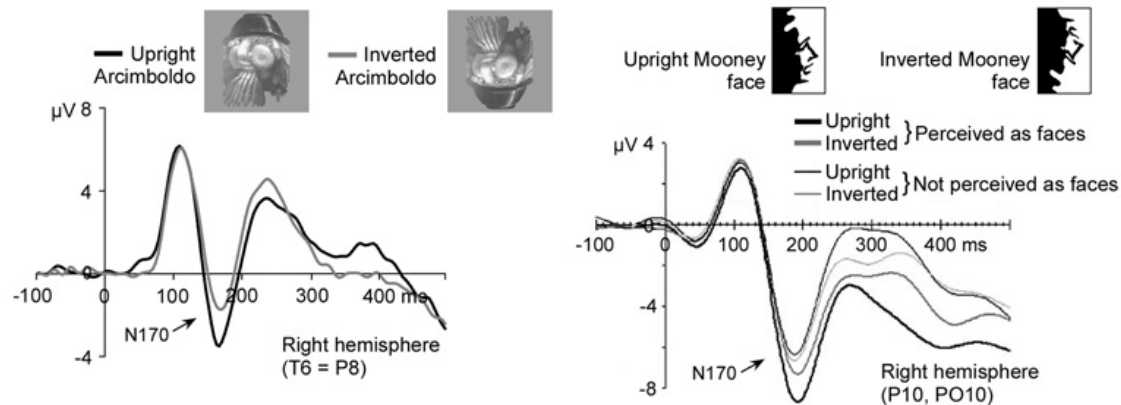 Upright
Arcimboldo
Inverted
Arcimboldo
µV 8
4
0
-4
-100
0
100
200
300
400 ms
N170
Right hemisphere
(T6 = P8)
Upright Mooney
face
Inverted Mooney
face
Upright
Inverted
} Perceived as faces
Upright
Inverted
} Not perceived as faces
µV 4
0
-4
-8
-100
0
100
200
400 ms
N170
Right hemisphere
(P10, PO10)